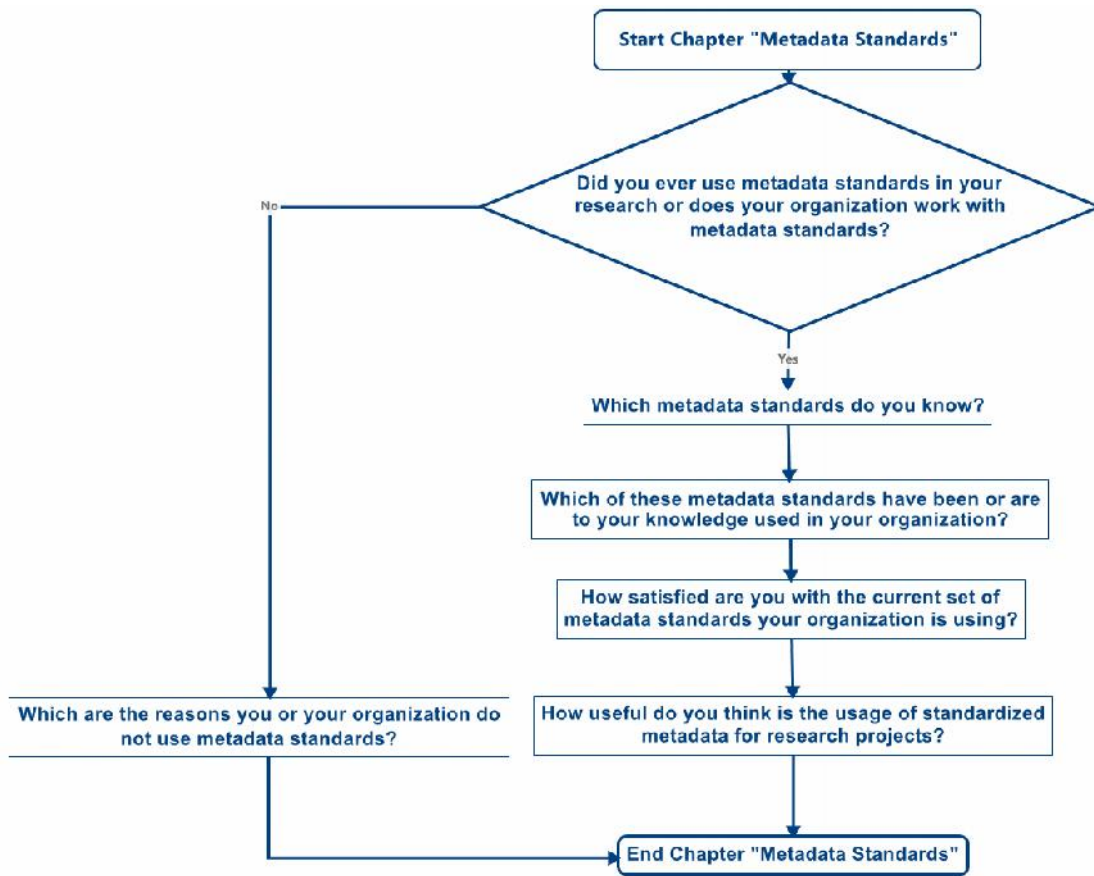 Start Chapter "Metadata Standards"
Did you ever use metadata standards in your
research or does your organization work with
metadata standards?
No
Yes
Which metadata standards do you know?
Which of these metadata standards have been or are
to your knowledge used in your organization?
How satisfied are you with the current set of
metadata standards your organization is using?
Which are the reasons you or your organization do
not use metadata standards?
How useful do you think is the usage of standardized
metadata for research projects?
End Chapter "Metadata Standards"